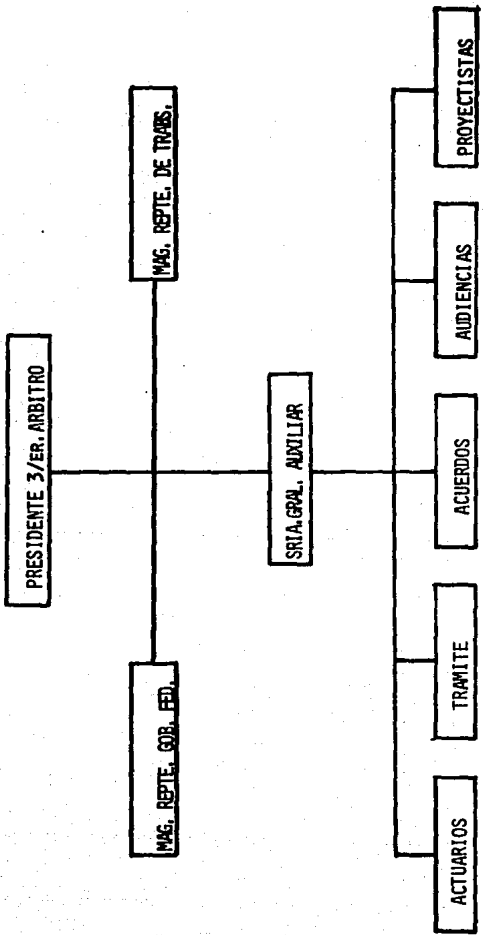 PRESIDENTE 3/ER. ARBITRO
MAG. REPTE. GOB. FED.
MAG. REPTE. DE TRABS.
SRIA.GRAL. AUXILIAR
ACTUARIOS
TRAMITE
ACUERDOS
AUDIENCIAS
PROYECTISTAS